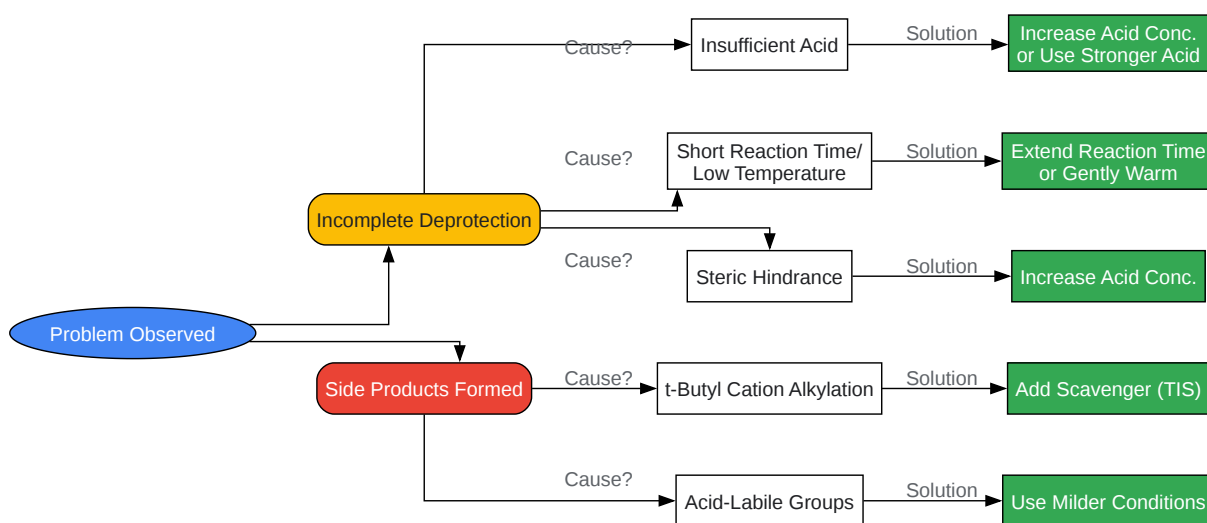 Cause?
Insufficient Acid
Solution
Increase Acid Conc.
or Use Stronger Acid
Cause?
Short Reaction Time/
Low Temperature
Solution
Extend Reaction Time
or Gently Warm
Incomplete Deprotection
Cause?
Steric Hindrance
Solution
Increase Acid Conc.
Problem Observed
Side Products Formed
Cause?
t-Butyl Cation Alkylation
Solution
Add Scavenger (TIS)
Cause?
Acid-Labile Groups
Solution
Use Milder Conditions